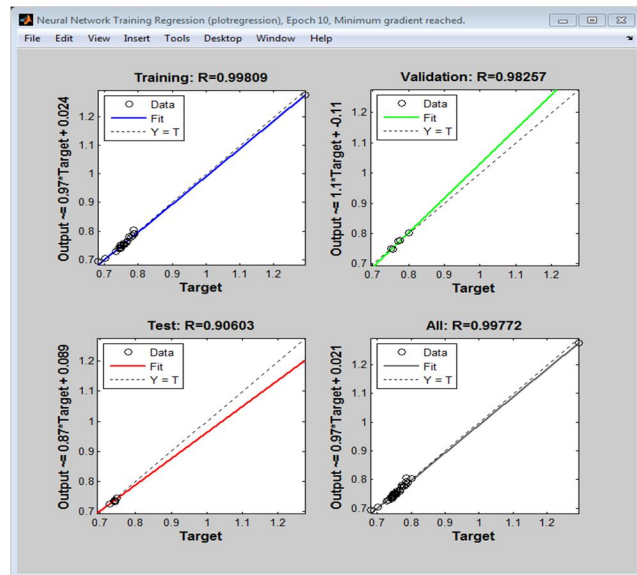 Neural Network Training Regression (plotregression), Epoch 10, Minimum gradient reached.
File Edit View Insert Tools Desktop Window Help
Training: R=0.99809
Output ~= 0.97*Target + 0.024
1.2
1.1
1
0.9
0.8
0.7
Data
Fit
Y = T
0.7 0.8 0.9 1 1.1 1.2
Target
Validation: R=0.98257
Output ~= 1.1*Target + -0.11
1.2
1.1
1
0.9
0.8
0.7
Data
Fit
Y = T
0.7 0.8 0.9 1 1.1 1.2
Target
Test: R=0.90603
Output ~= 0.87*Target + 0.089
1.2
1.1
1
0.9
0.8
0.7
Data
Fit
Y = T
0.7 0.8 0.9 1 1.1 1.2
Target
All: R=0.99772
Output ~= 0.97*Target + 0.021
1.2
1.1
1
0.9
0.8
0.7
Data
Fit
Y = T
0.7 0.8 0.9 1 1.1 1.2
Target